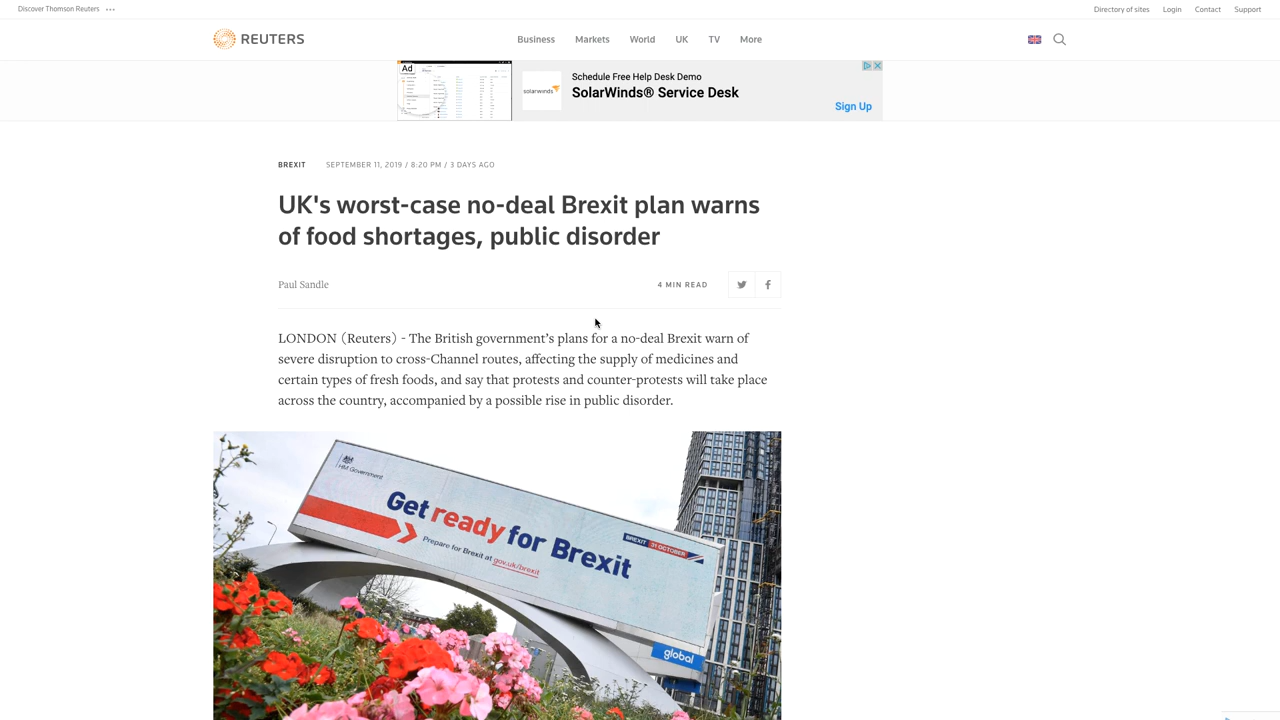 Discover Thomson Reuters
Directory of sites Login Contact Support
REUTERS
Business Markets World UK TV More
Ad
solarwinds
Schedule Free Help Desk Demo
SolarWinds® Service Desk
Sign Up
BREXIT SEPTEMBER 11, 2019 / 8:20 PM / 3 DAYS AGO
UK's worst-case no-deal Brexit plan warns
of food shortages, public disorder
Paul Sandle
4 MIN READ
LONDON (Reuters) - The British government’s plans for a no-deal Brexit warn of
severe disruption to cross-Channel routes, affecting the supply of medicines and
certain types of fresh foods, and say that protests and counter-protests will take place
across the country, accompanied by a possible rise in public disorder.
HM Government
Get ready for Brexit
BREXIT 31 OCTOBER
Prepare for Brexit at gov.uk/brexit
global